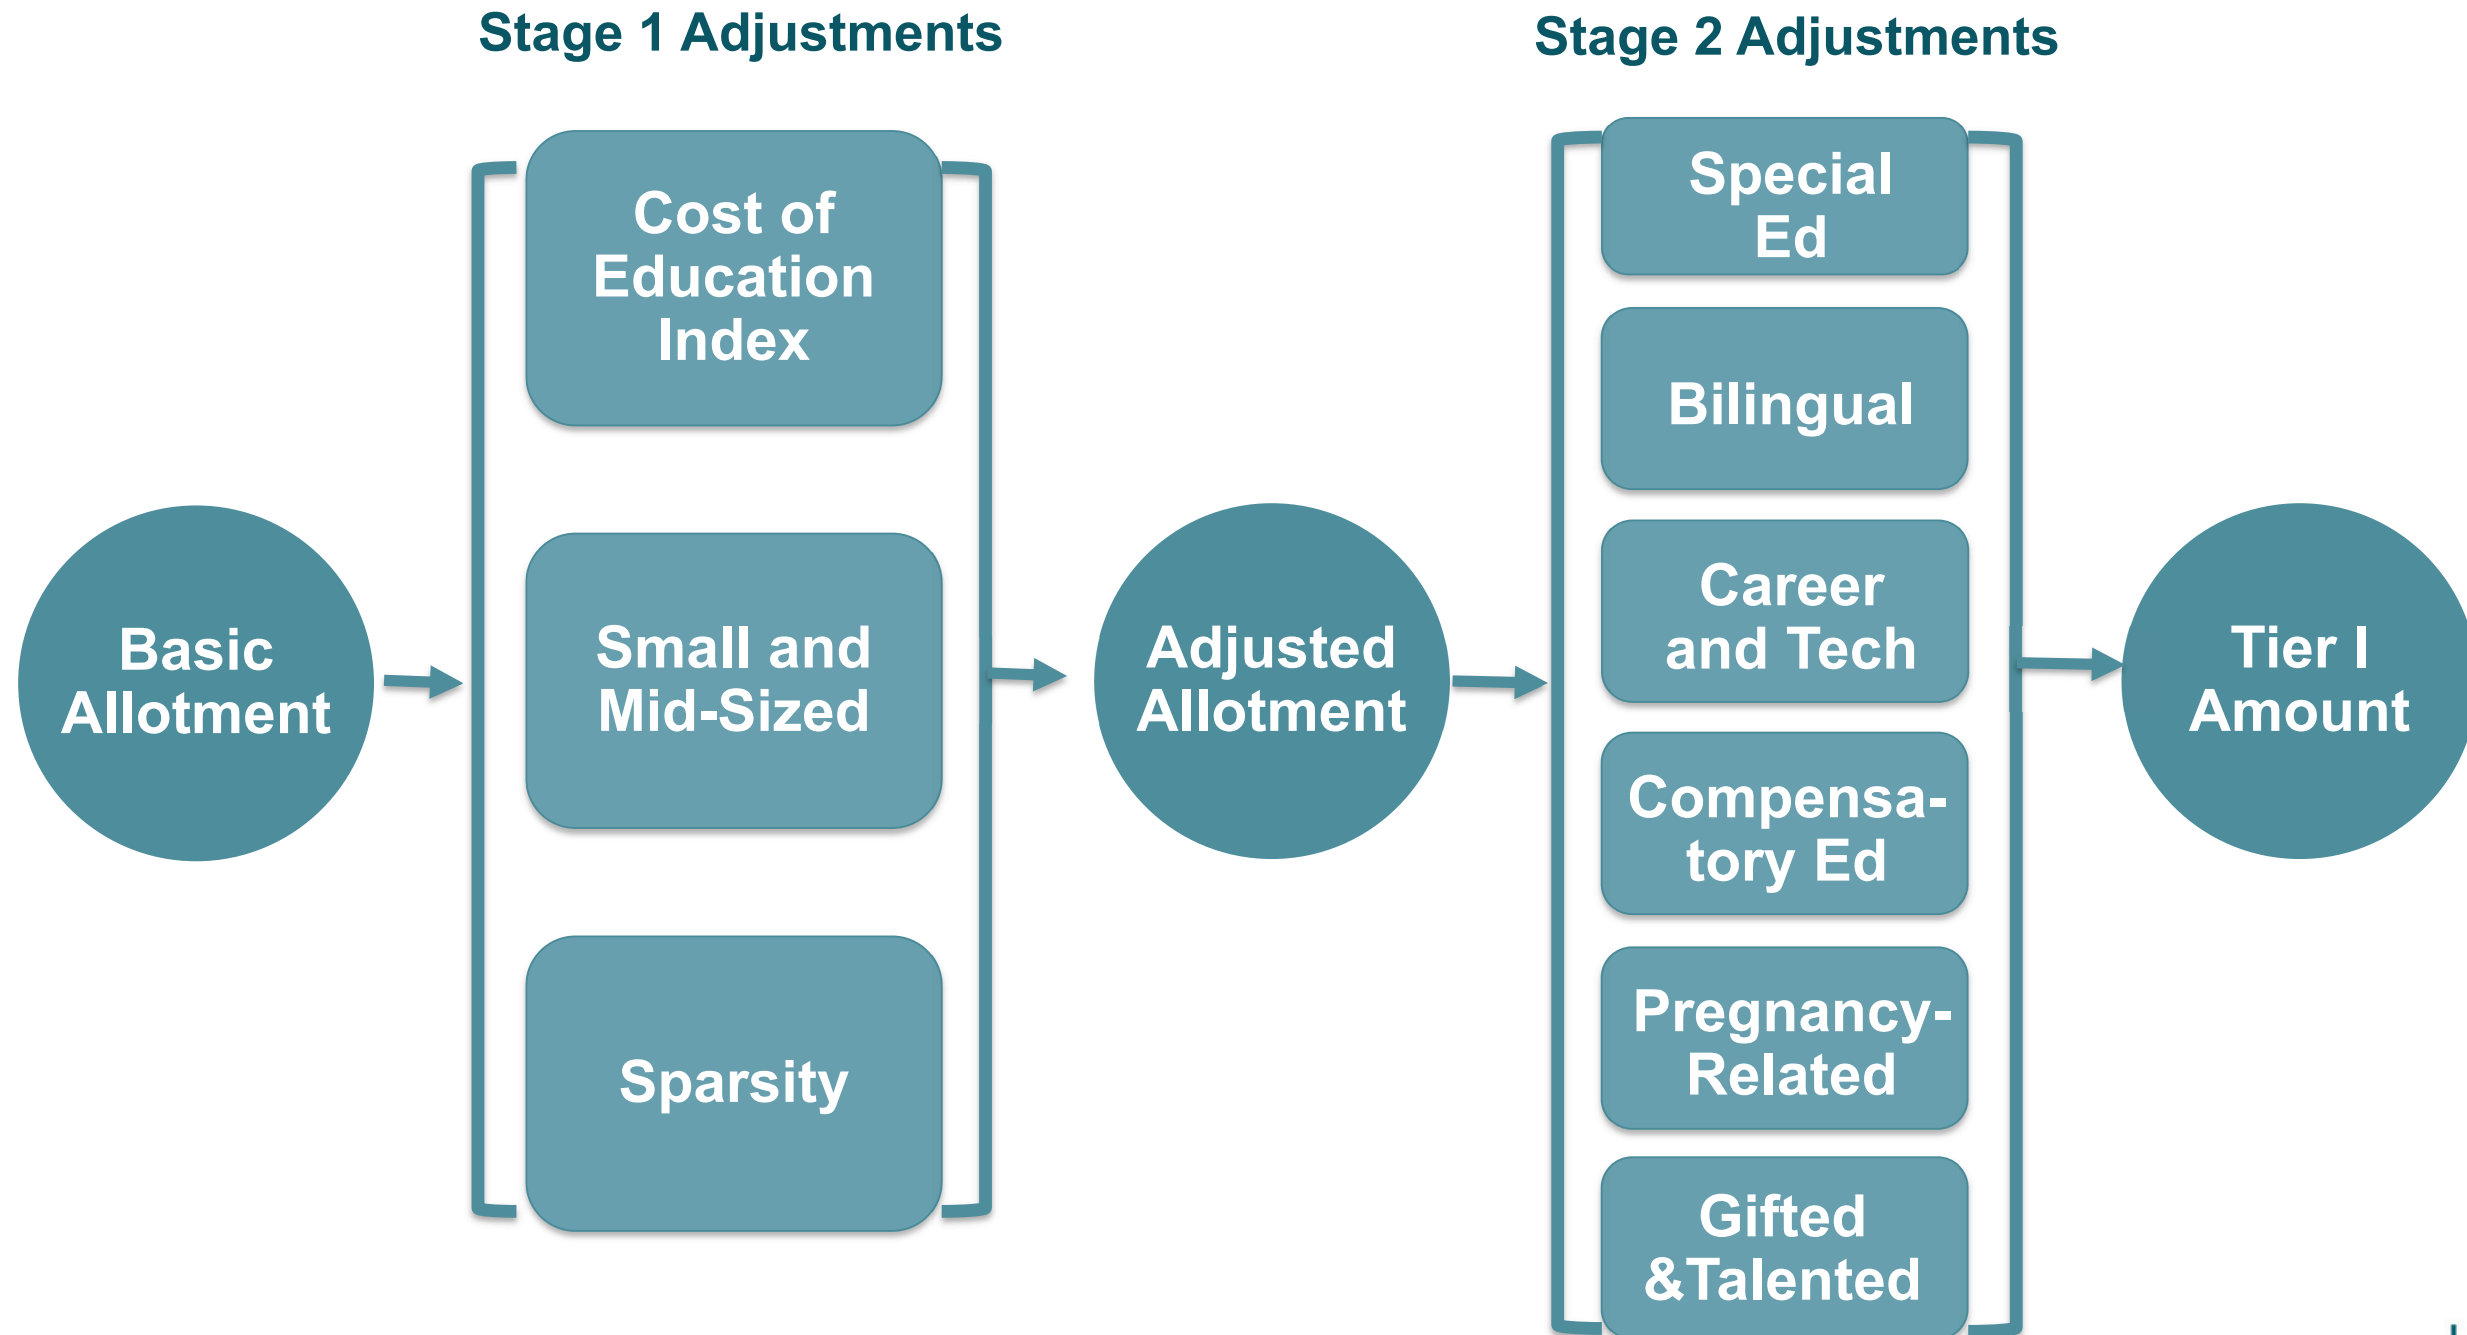 Stage 1 Adjustments
Stage 2 Adjustments
Basic
Allotment
Cost of
Education
Index
Small and
Mid-Sized
Sparsity
Adjusted
Allotment
Special
Ed
Bilingual
Career
and Tech
Compensa-
tory Ed
Pregnancy-
Related
Gifted
&Talented
Tier I
Amount